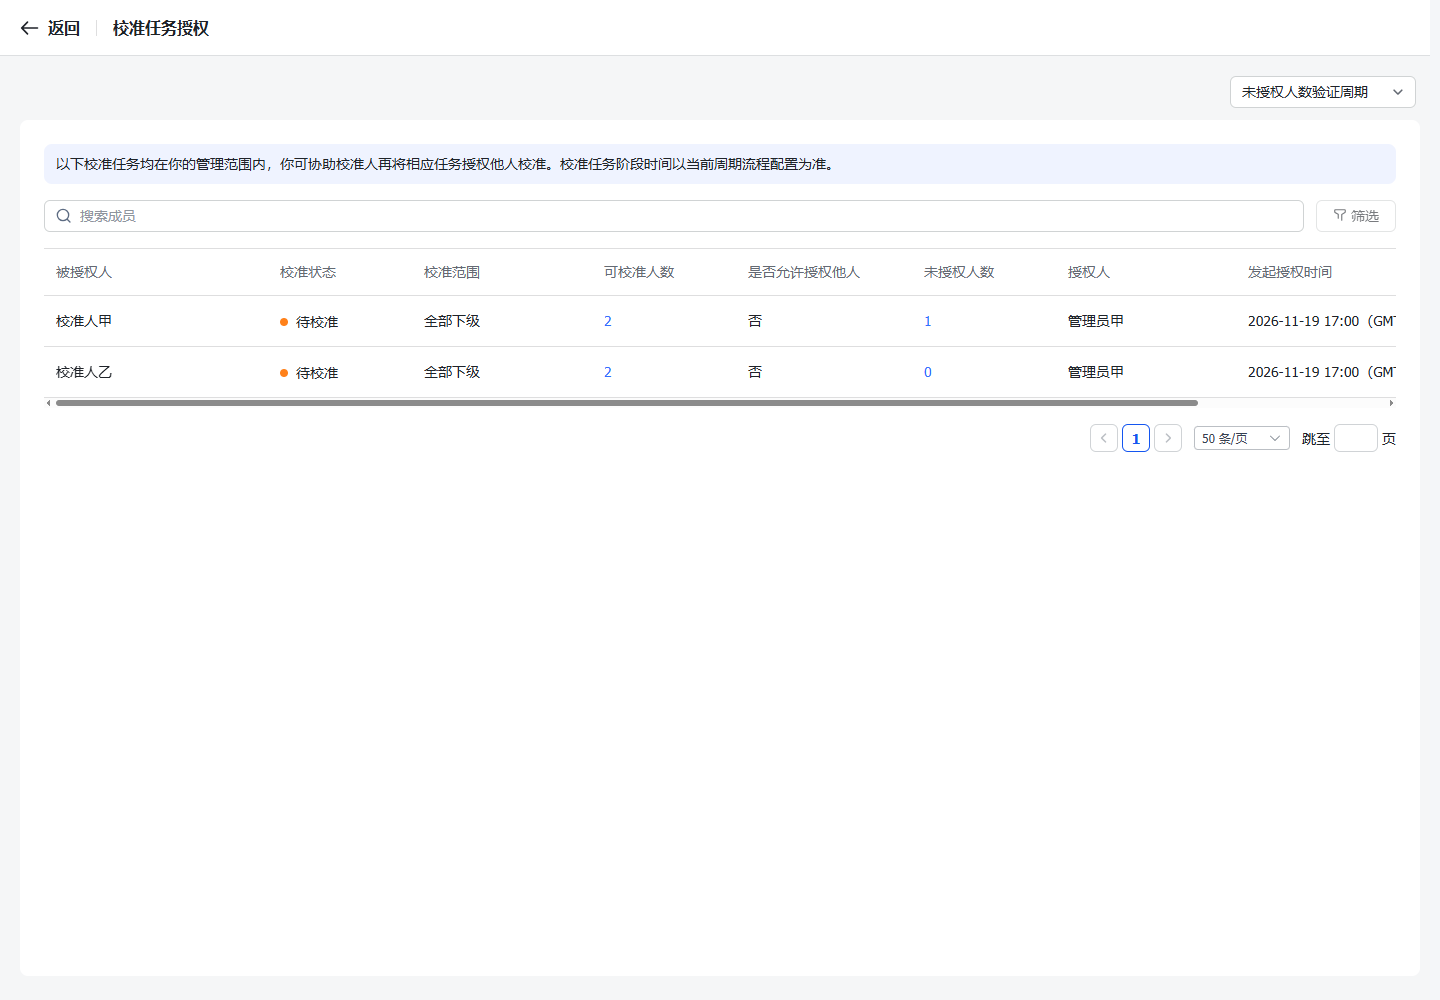 返回 校准任务授权
未授权人数验证周期
以下校准任务均在你的管理范围内，你可协助校准人再将相应任务授权他人校准。校准任务阶段时间以当前周期流程配置为准。
搜索成员 筛选
被授权人 校准状态 校准范围 可校准人数 是否允许授权他人 未授权人数 授权人 发起授权时间
校准人甲 待校准 全部下级 2 否 1 管理员甲 2026-11-19 17:00（GMT
校准人乙 待校准 全部下级 2 否 0 管理员甲 2026-11-19 17:00（GMT
1 50 条/页 跳至 页